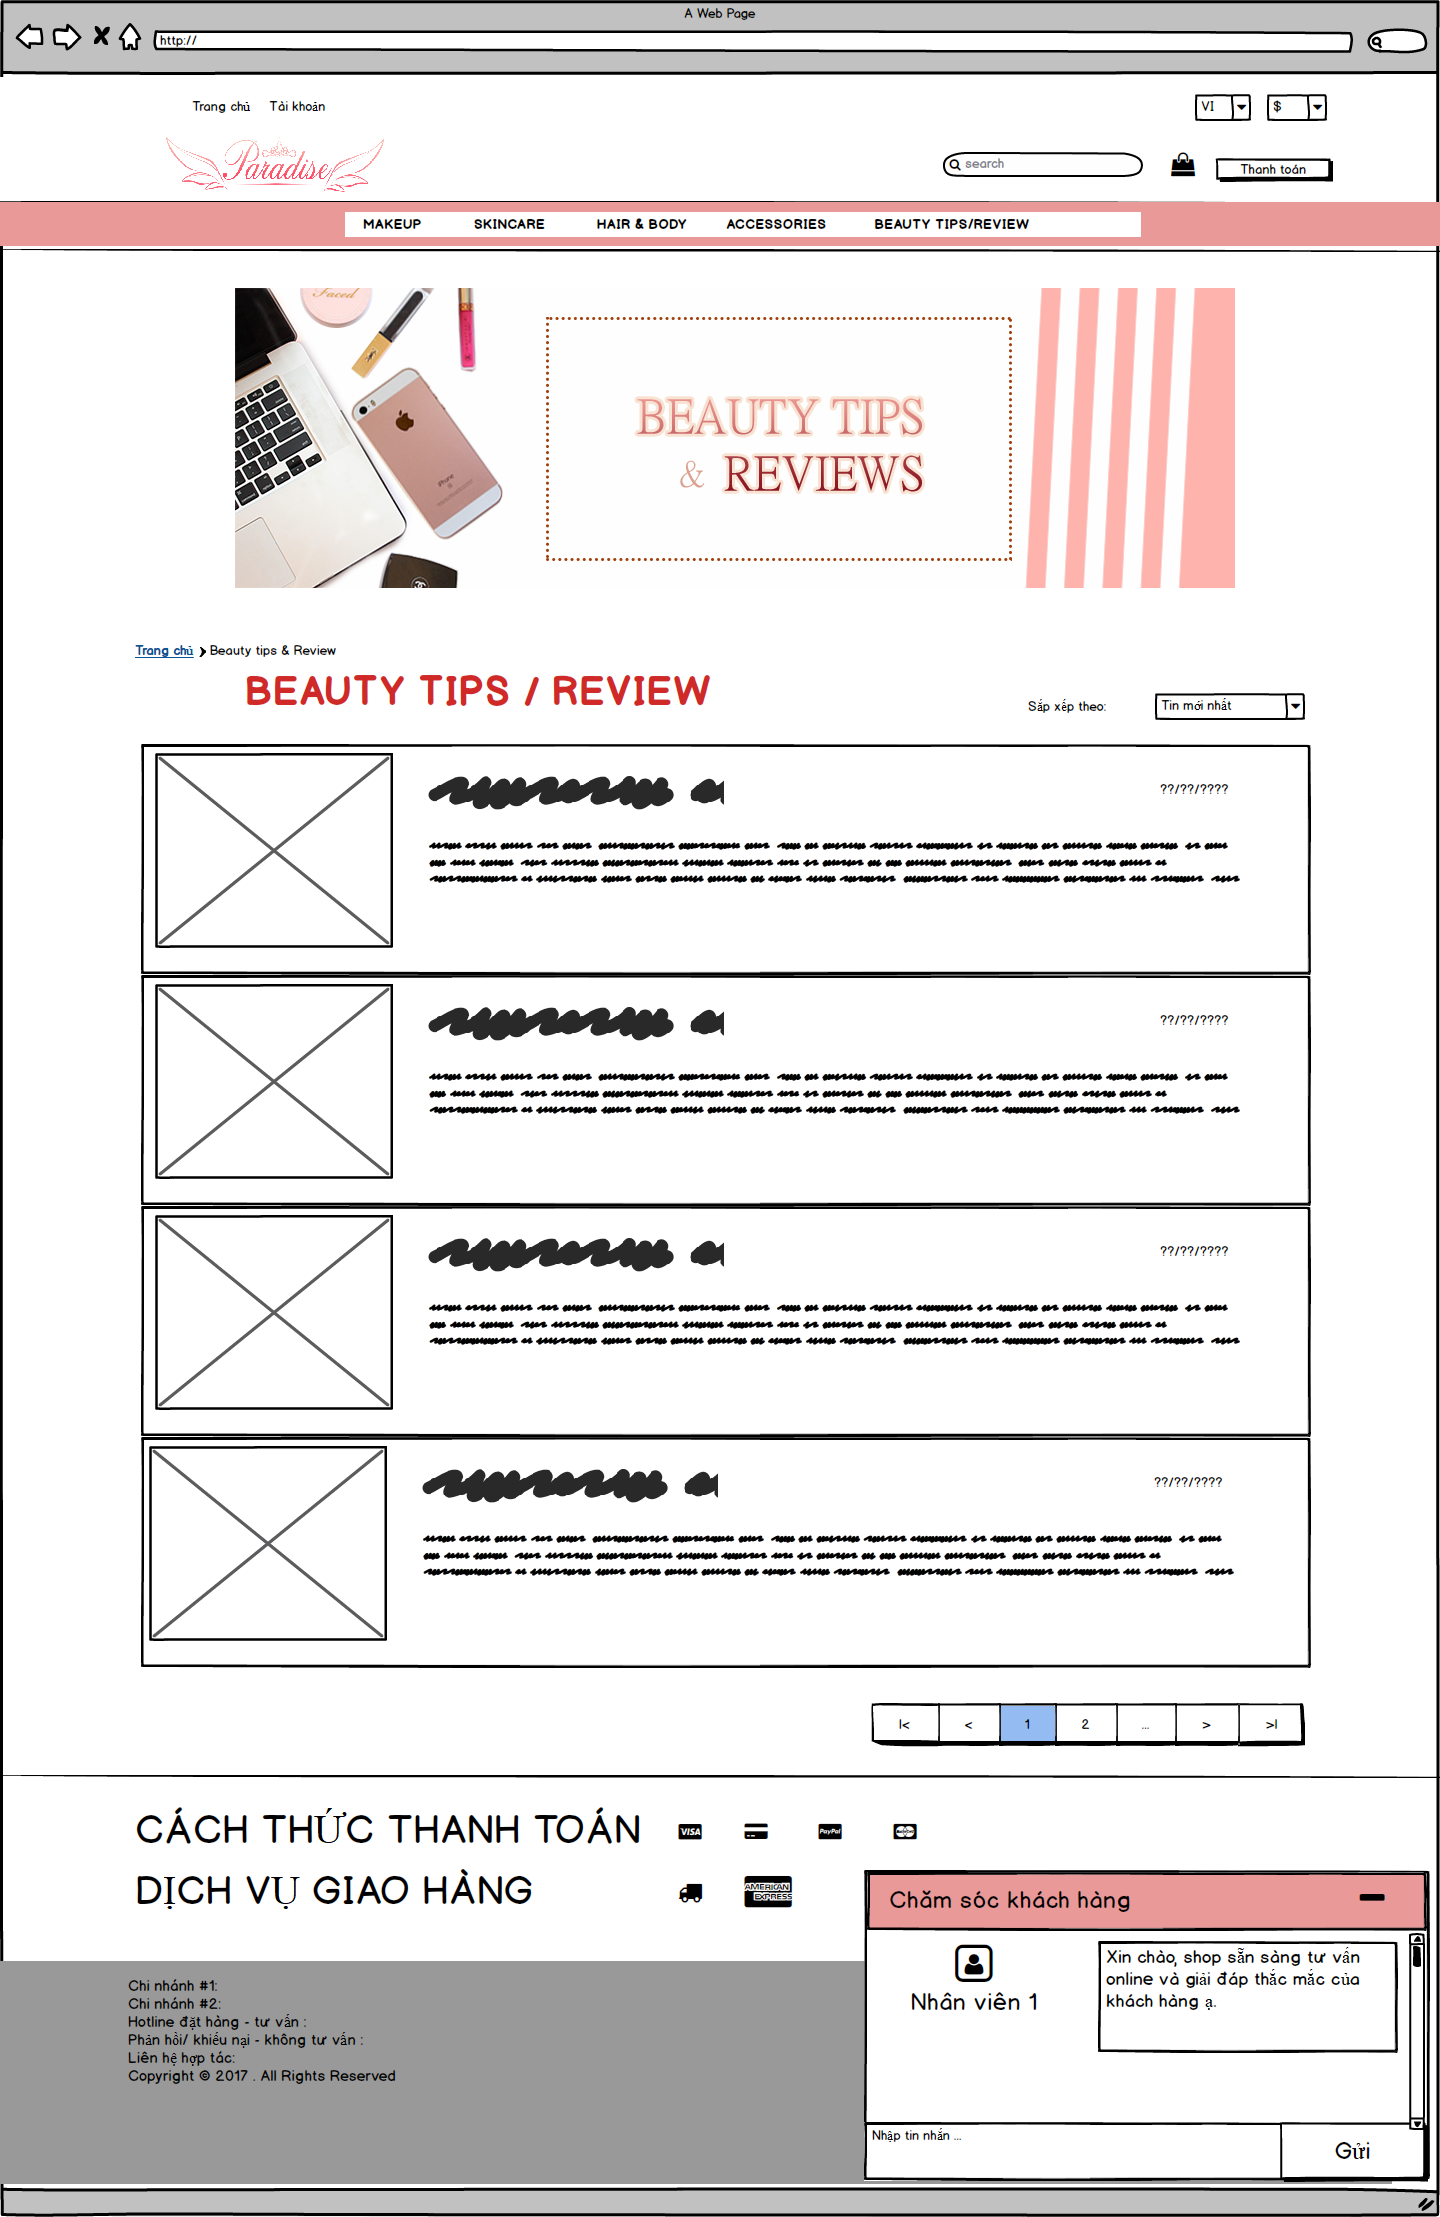 A Web Page
http://
Trang chủ Tài khoản
VI $
Paradise
search
Thanh toán
MAKEUP SKINCARE HAIR & BODY ACCESSORIES BEAUTY TIPS/REVIEW
Faced
BEAUTY TIPS
& REVIEWS
iPhone
Trang chủ Beauty tips & Review
BEAUTY TIPS / REVIEW
Sắp xếp theo: Tin mới nhất
??/??/????
??/??/????
??/??/????
??/??/????
|< < 1 2 ... > >|
CÁCH THỨC THANH TOÁN
VISA
PayPal
DỊCH VỤ GIAO HÀNG
AMERICAN
EXPRESS
Chăm sóc khách hàng
Nhân viên 1
Xin chào, shop sẵn sàng tư vấn
online và giải đáp thắc mắc của
khách hàng ạ.
Nhập tin nhắn ...
Gửi
Chi nhánh #1:
Chi nhánh #2:
Hotline đặt hàng - tư vấn :
Phản hồi/ khiếu nại - không tư vấn :
Liên hệ hợp tác:
Copyright © 2017 . All Rights Reserved